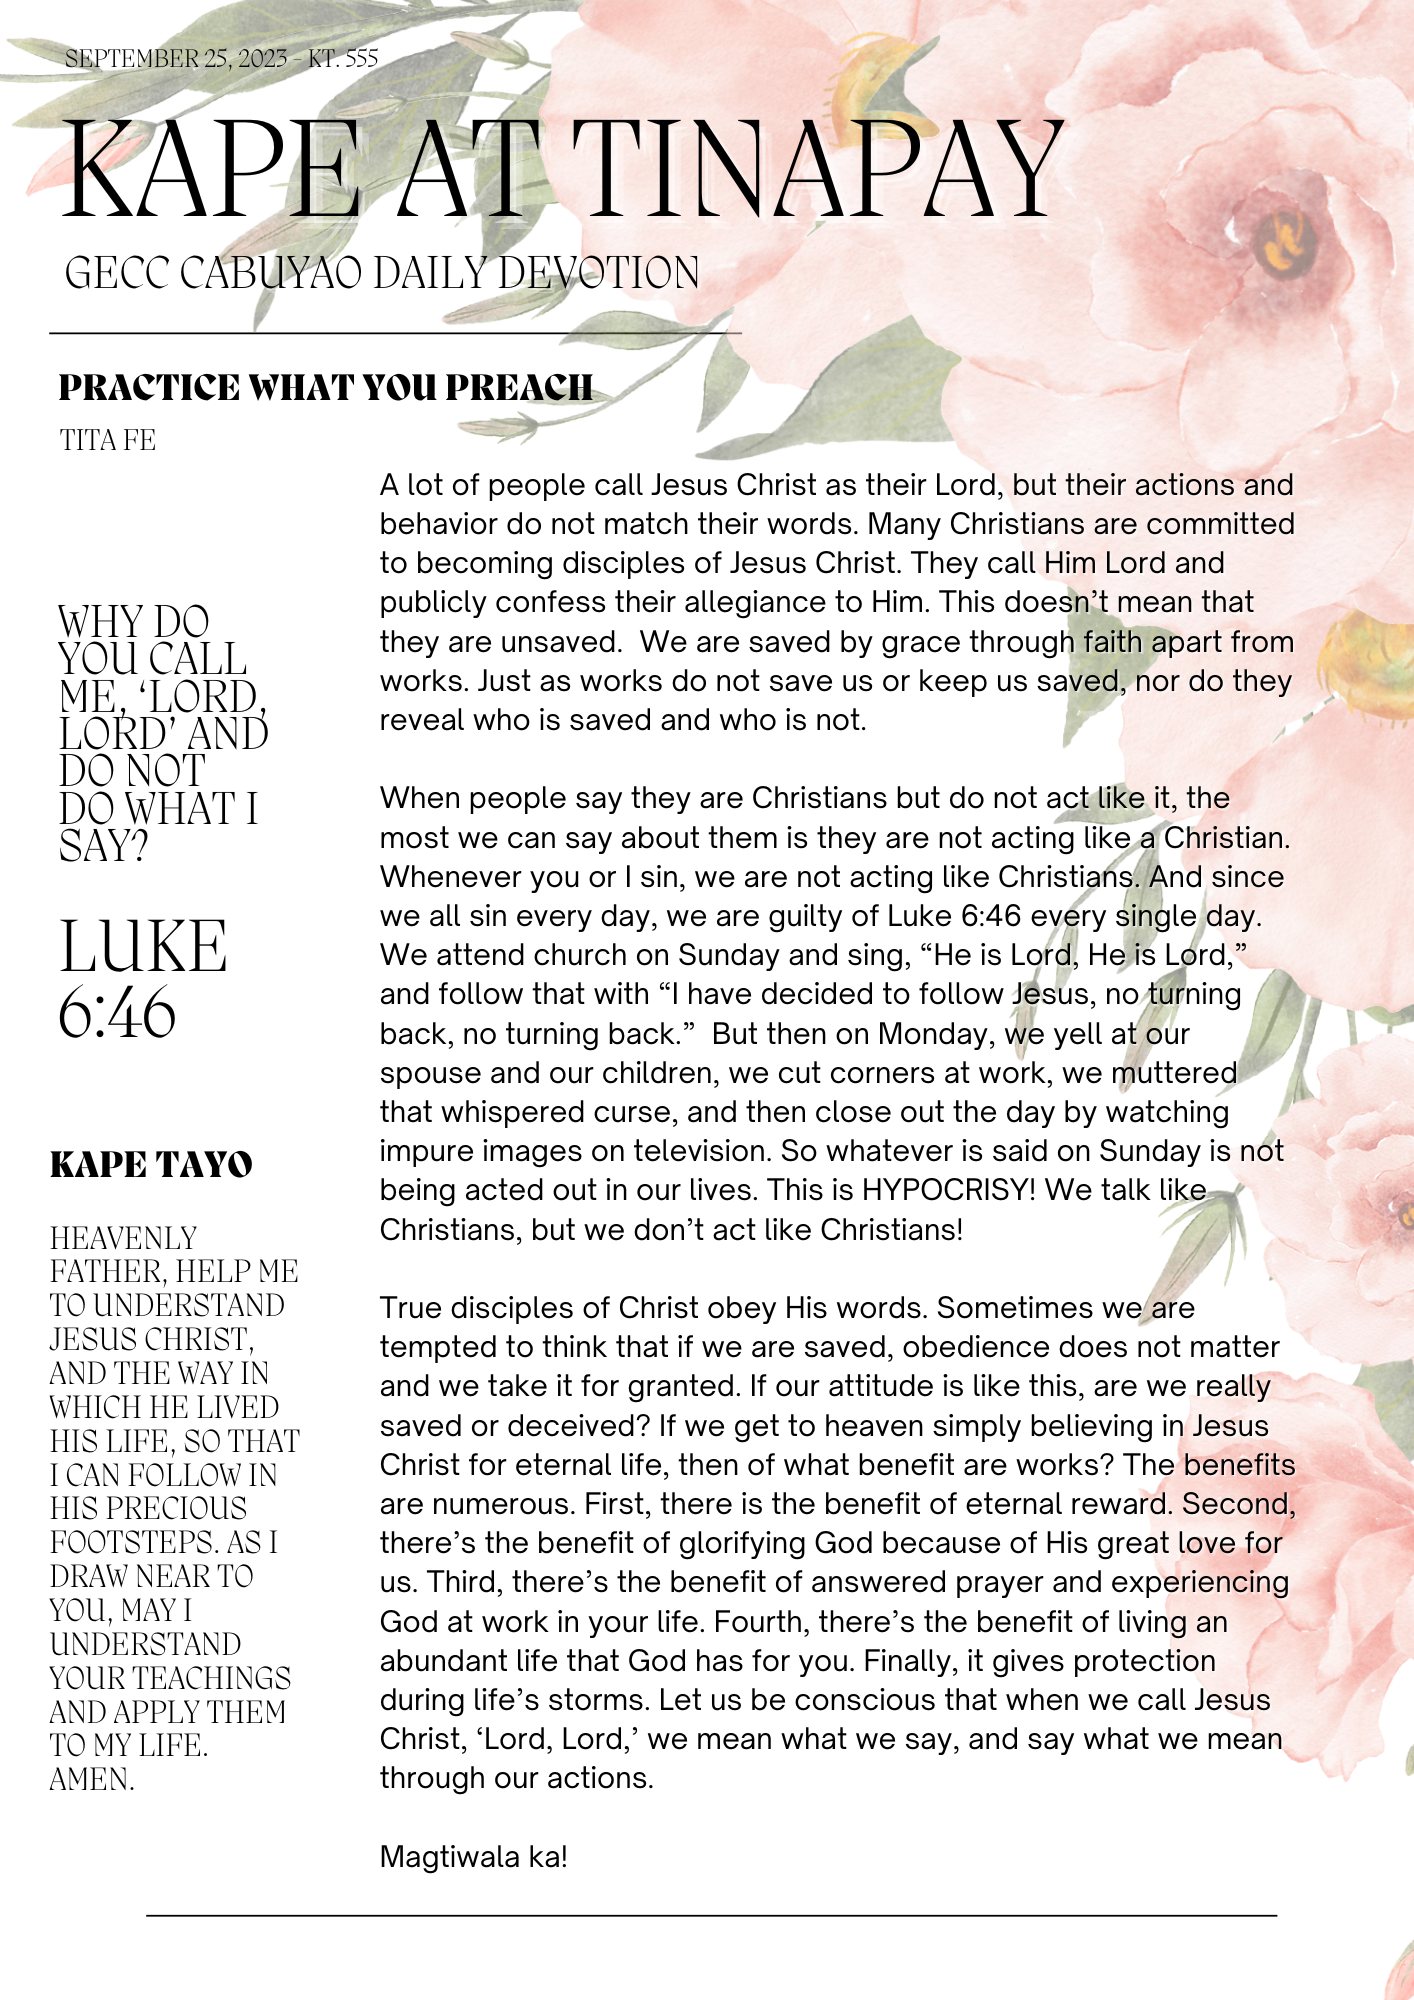 SEPTEMBER 25, 2023 - KT. 555
KAPE AT TINAPAY
GECC CABUYAO DAILY DEVOTION
PRACTICE WHAT YOU PREACH
TITA FE
WHY DO
YOU CALL
ME, ‘LORD,
LORD’ AND
DO NOT
DO WHAT I
SAY?
LUKE
6:46
KAPE TAYO
HEAVENLY
FATHER, HELP ME
TO UNDERSTAND
JESUS CHRIST,
AND THE WAY IN
WHICH HE LIVED
HIS LIFE, SO THAT
I CAN FOLLOW IN
HIS PRECIOUS
FOOTSTEPS. AS I
DRAW NEAR TO
YOU, MAY I
UNDERSTAND
YOUR TEACHINGS
AND APPLY THEM
TO MY LIFE.
AMEN.
A lot of people call Jesus Christ as their Lord, but their actions and
behavior do not match their words. Many Christians are committed
to becoming disciples of Jesus Christ. They call Him Lord and
publicly confess their allegiance to Him. This doesn’t mean that
they are unsaved.  We are saved by grace through faith apart from
works. Just as works do not save us or keep us saved, nor do they
reveal who is saved and who is not.
When people say they are Christians but do not act like it, the
most we can say about them is they are not acting like a Christian.
Whenever you or I sin, we are not acting like Christians. And since
we all sin every day, we are guilty of Luke 6:46 every single day.
We attend church on Sunday and sing, “He is Lord, He is Lord,”
and follow that with “I have decided to follow Jesus, no turning
back, no turning back.”  But then on Monday, we yell at our
spouse and our children, we cut corners at work, we muttered
that whispered curse, and then close out the day by watching
impure images on television. So whatever is said on Sunday is not
being acted out in our lives. This is HYPOCRISY! We talk like
Christians, but we don’t act like Christians!
True disciples of Christ obey His words. Sometimes we are
tempted to think that if we are saved, obedience does not matter
and we take it for granted. If our attitude is like this, are we really
saved or deceived? If we get to heaven simply believing in Jesus
Christ for eternal life, then of what benefit are works? The benefits
are numerous. First, there is the benefit of eternal reward. Second,
there’s the benefit of glorifying God because of His great love for
us. Third, there’s the benefit of answered prayer and experiencing
God at work in your life. Fourth, there’s the benefit of living an
abundant life that God has for you. Finally, it gives protection
during life’s storms. Let us be conscious that when we call Jesus
Christ, ‘Lord, Lord,’ we mean what we say, and say what we mean
through our actions.
Magtiwala ka!